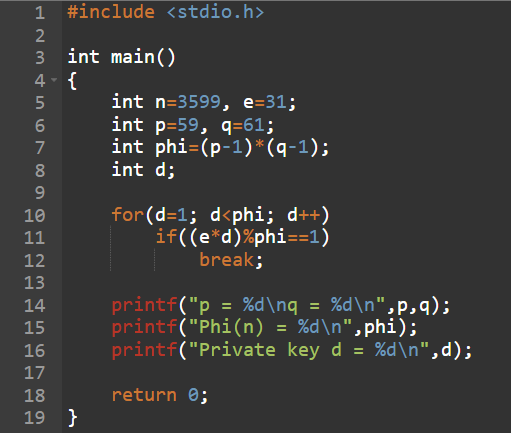 1 #include <stdio.h>
2
3 int main()
4 {
5     int n=3599, e=31;
6     int p=59, q=61;
7     int phi=(p-1)*(q-1);
8     int d;
9
10     for(d=1; d<phi; d++)
11         if((e*d)%phi==1)
12             break;
13
14     printf("p = %d\nq = %d\n",p,q);
15     printf("Phi(n) = %d\n",phi);
16     printf("Private key d = %d\n",d);
17
18     return 0;
19 }